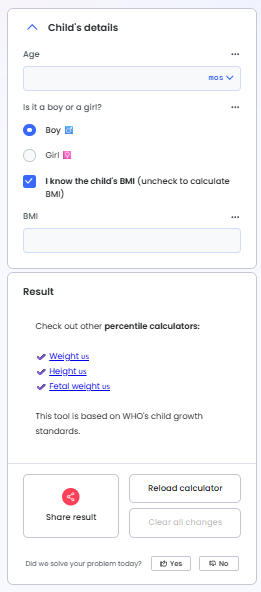 Child's details
Age
mos
Is it a boy or a girl?
Boy
Girl
I know the child's BMI (uncheck to calculate
BMI)
BMI
Result
Check out other percentile calculators:
Weight US
Height US
Fetal weight US
This tool is based on WHO's child growth
standards.
Share result
Reload calculator
Clear all changes
Did we solve your problem today?
Yes
No